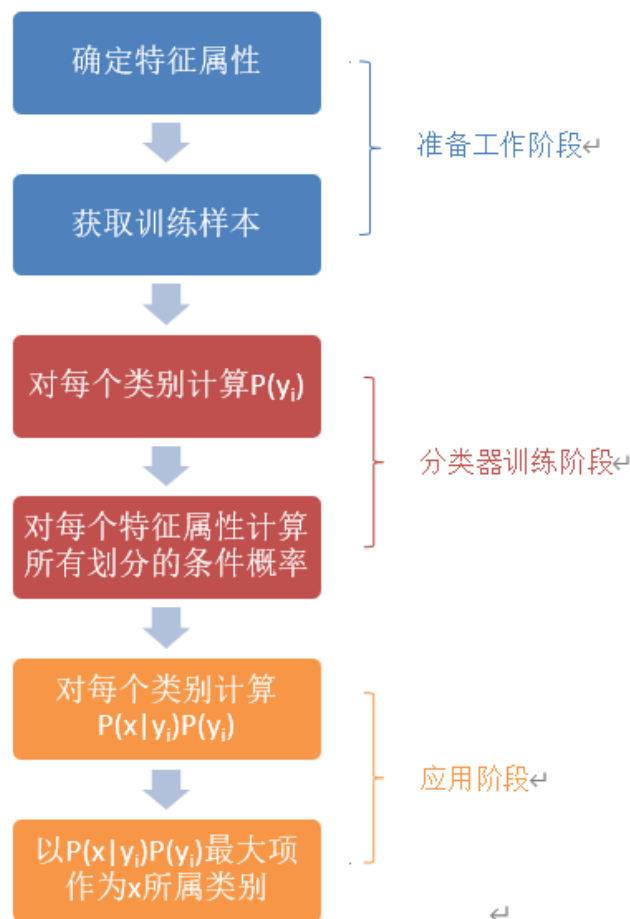 确定特征属性
准备工作阶段↵
获取训练样本
对每个类别计算P(yᵢ)
分类器训练阶段↵
对每个特征属性计算
所有划分的条件概率
对每个类别计算
P(x|yᵢ)P(yᵢ)
应用阶段↵
以P(x|yᵢ)P(yᵢ)最大项
作为x所属类别
↵